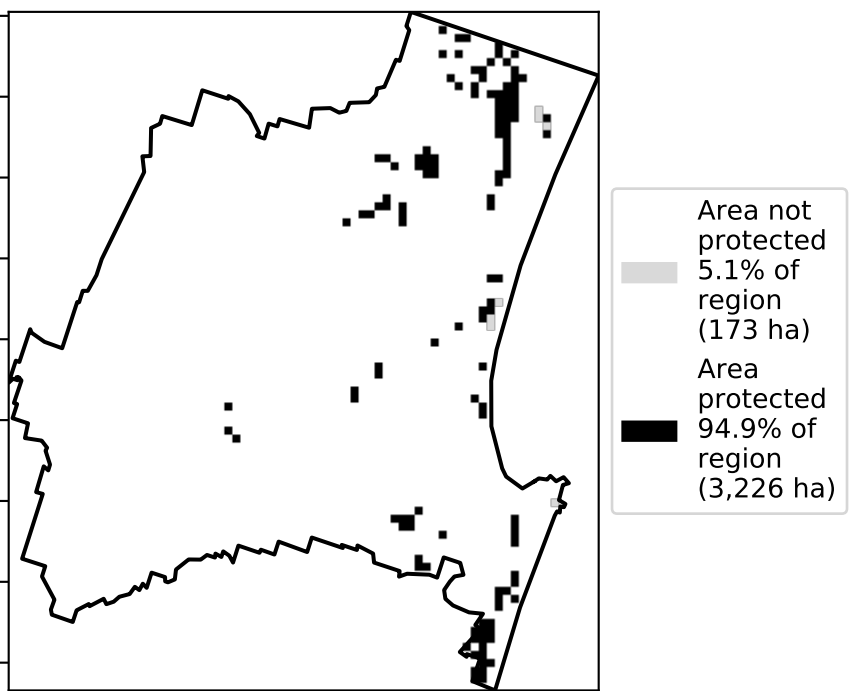 Area not
protected
5.1% of
region
(173 ha)
Area
protected
94.9% of
region
(3,226 ha)